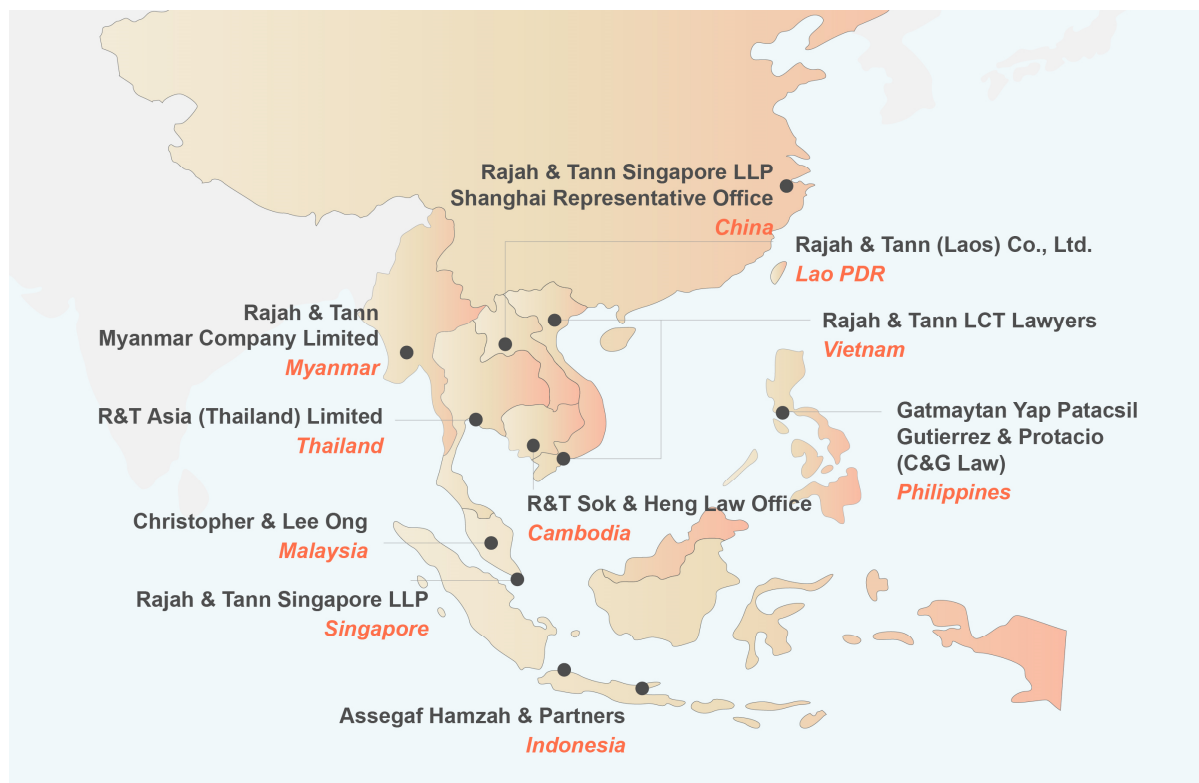 Rajah & Tann Singapore LLP
Shanghai Representative Office
China
Rajah & Tann (Laos) Co., Ltd.
Lao PDR
Rajah & Tann
Myanmar Company Limited
Myanmar
Rajah & Tann LCT Lawyers
Vietnam
R&T Asia (Thailand) Limited
Thailand
Gatmaytan Yap Patacsil
Gutierrez & Protacio
(C&G Law)
Philippines
R&T Sok & Heng Law Office
Cambodia
Christopher & Lee Ong
Malaysia
Rajah & Tann Singapore LLP
Singapore
Assegaf Hamzah & Partners
Indonesia